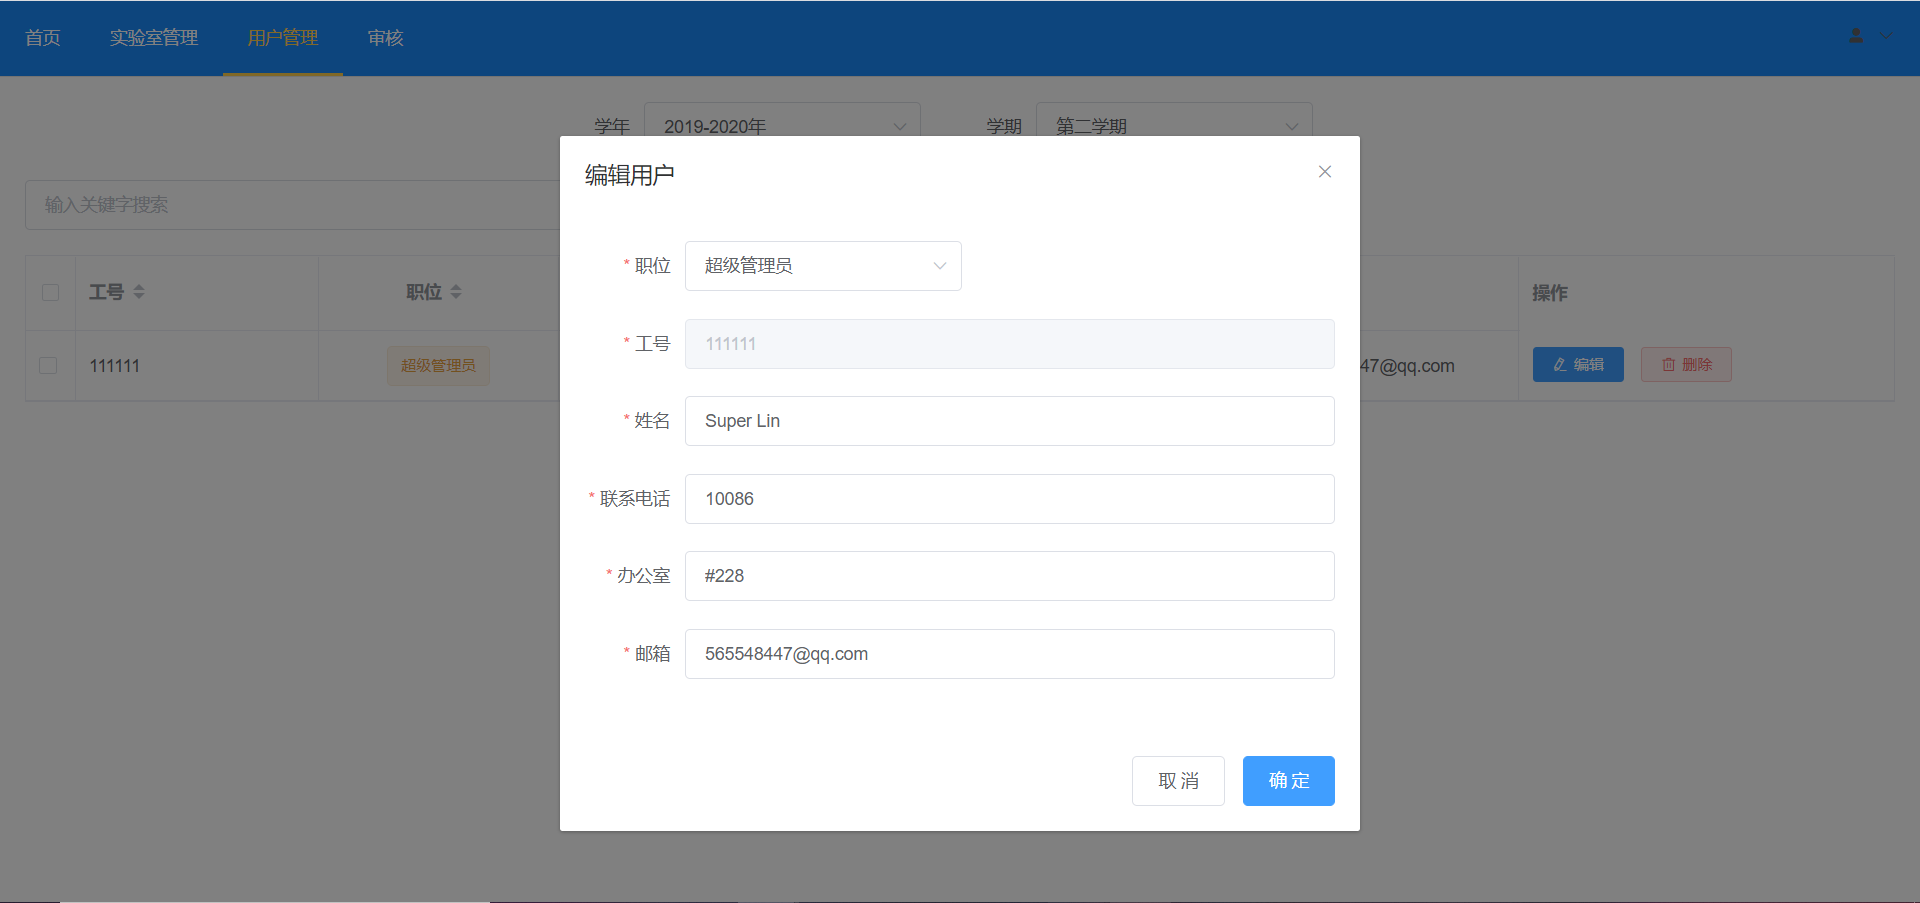 首页 实验室管理 用户管理 审核
学年 2019-2020年 学期 第二学期
输入关键字搜索
工号 职位 操作
111111 超级管理员 47@qq.com 编辑 删除
编辑用户
* 职位 超级管理员
* 工号 111111
* 姓名 Super Lin
* 联系电话 10086
* 办公室 #228
* 邮箱 565548447@qq.com
取消 确定